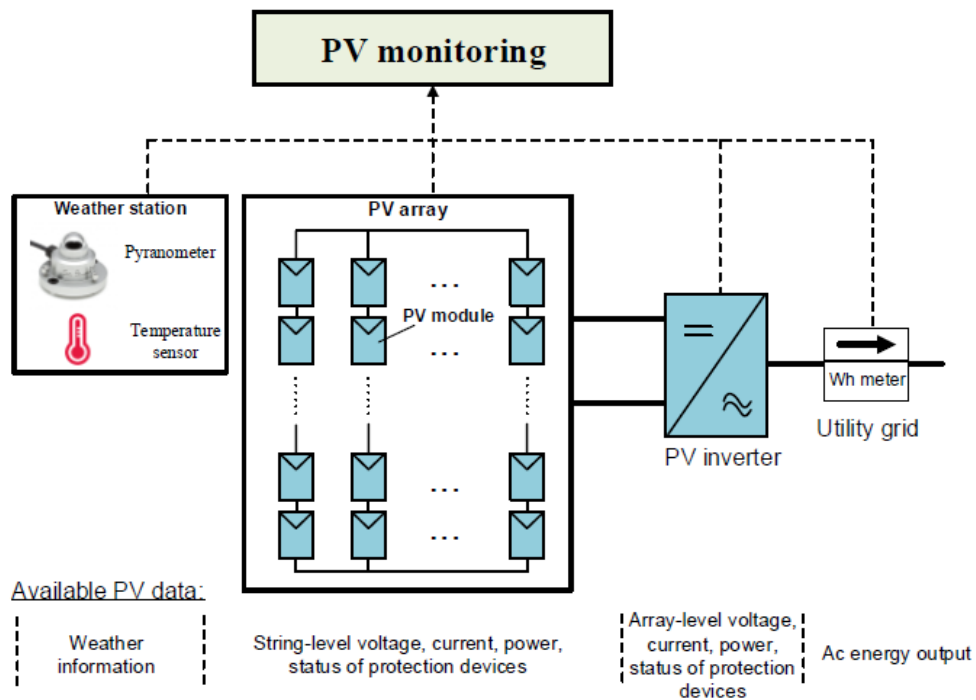 PV monitoring
Weather station
Pyranometer
Temperature
sensor
PV array
PV module
Wh meter
Utility grid
PV inverter
Available PV data:
Weather
information
String-level voltage, current, power,
status of protection devices
Array-level voltage,
current, power,
status of protection
devices
Ac energy output